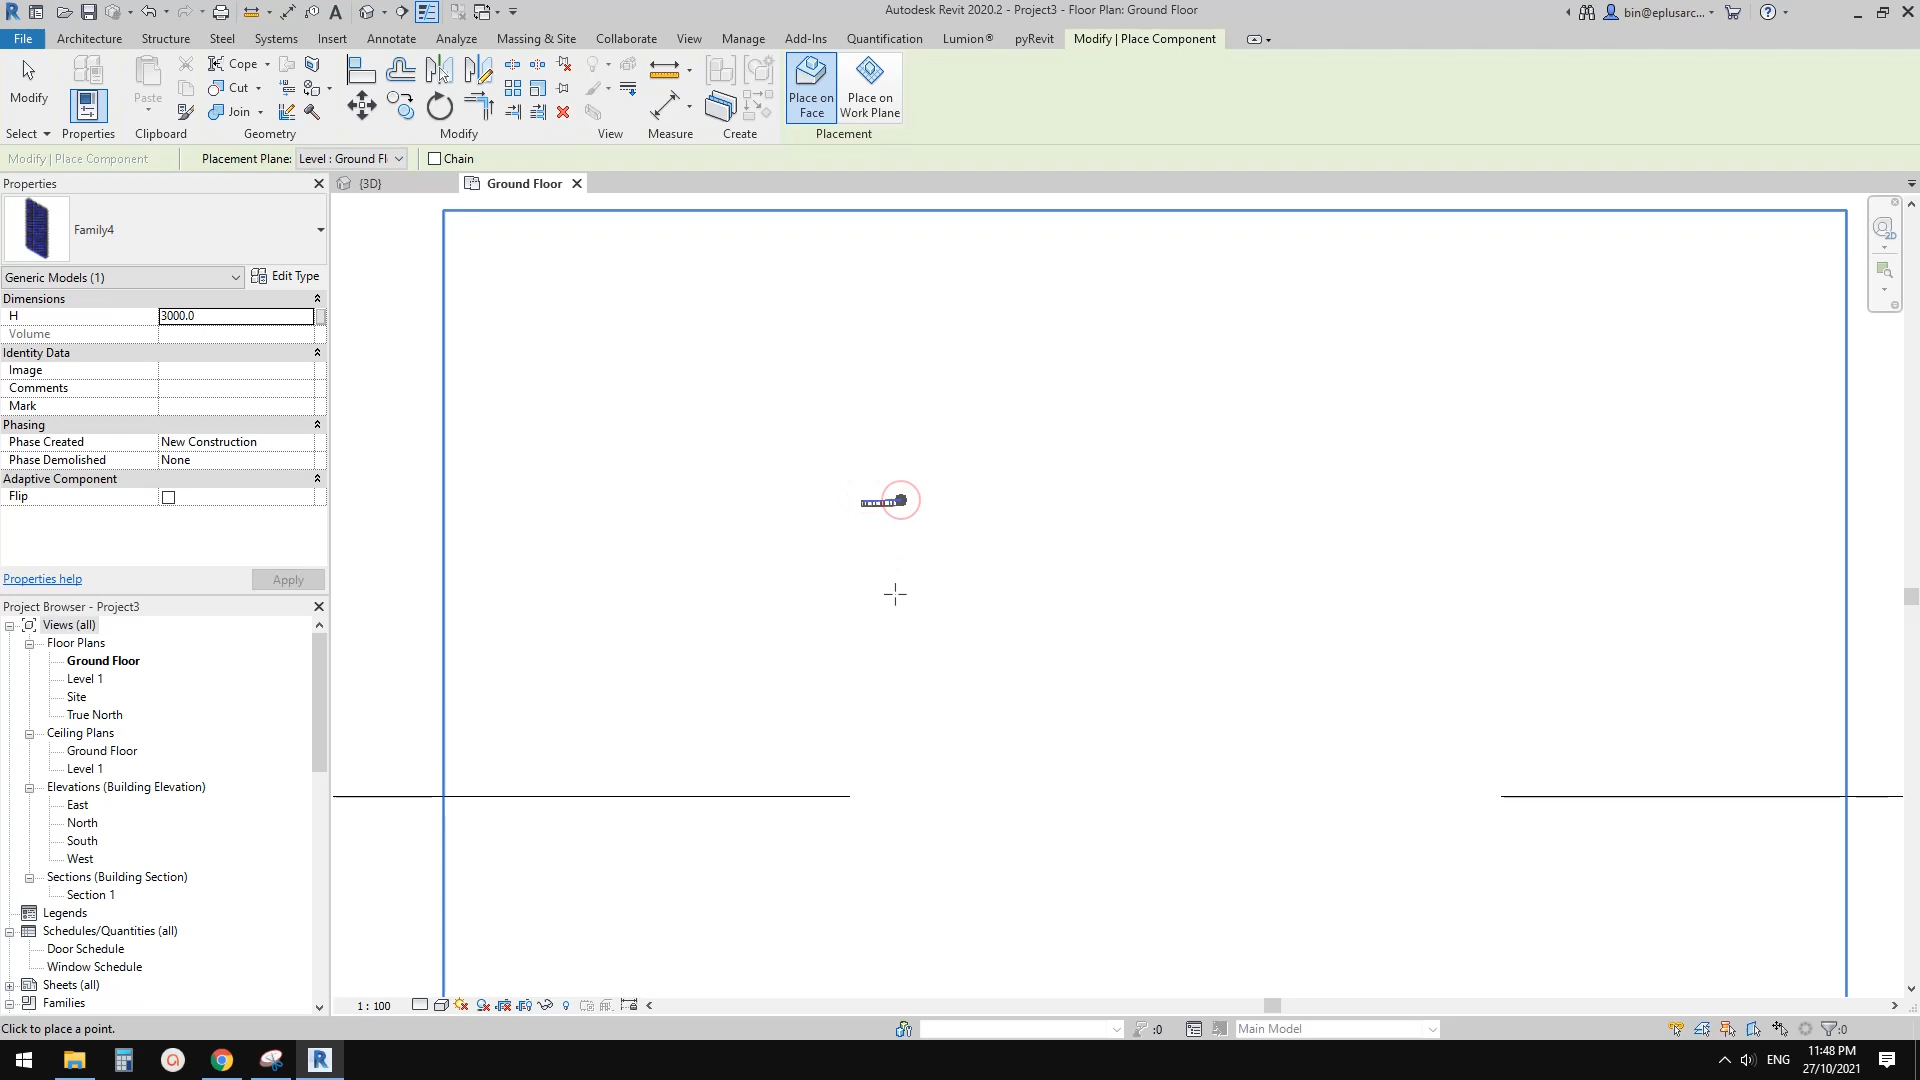 Autodesk Revit 2020.2 - Project3 - Floor Plan: Ground Floor
bin@eplusarc...
File Architecture Structure Steel Systems Insert Annotate Analyze Massing & Site Collaborate View Manage Add-Ins Quantification Lumion® pyRevit Modify | Place Component
Modify
Paste
Cope
Cut
Join
Place on Face
Place on Work Plane
Select Properties Clipboard Geometry Modify View Measure Create Placement
Modify | Place Component Placement Plane: Level : Ground Fl Chain
Properties
{3D}
Ground Floor
Family4
Generic Models (1) Edit Type
Dimensions
H 3000.0
Volume
Identity Data
Image
Comments
Mark
Phasing
Phase Created New Construction
Phase Demolished None
Adaptive Component
Flip
Properties help Apply
Project Browser - Project3
Views (all)
Floor Plans
Ground Floor
Level 1
Site
True North
Ceiling Plans
Ground Floor
Level 1
Elevations (Building Elevation)
East
North
South
West
Sections (Building Section)
Section 1
Legends
Schedules/Quantities (all)
Door Schedule
Window Schedule
Sheets (all)
Families
1 : 100
Click to place a point. :0 Main Model :0
ENG
11:48 PM
27/10/2021